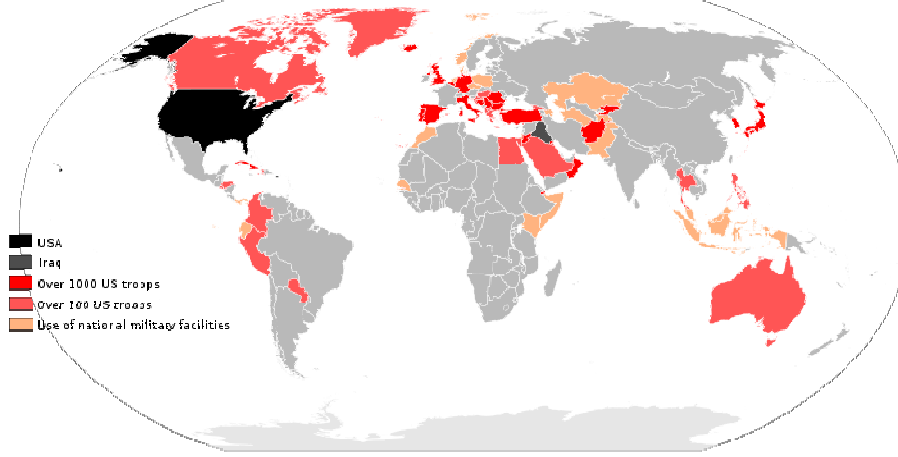 USA
Iraq
Over 1000 US troops
Over 100 US troops
Use of national military facilities